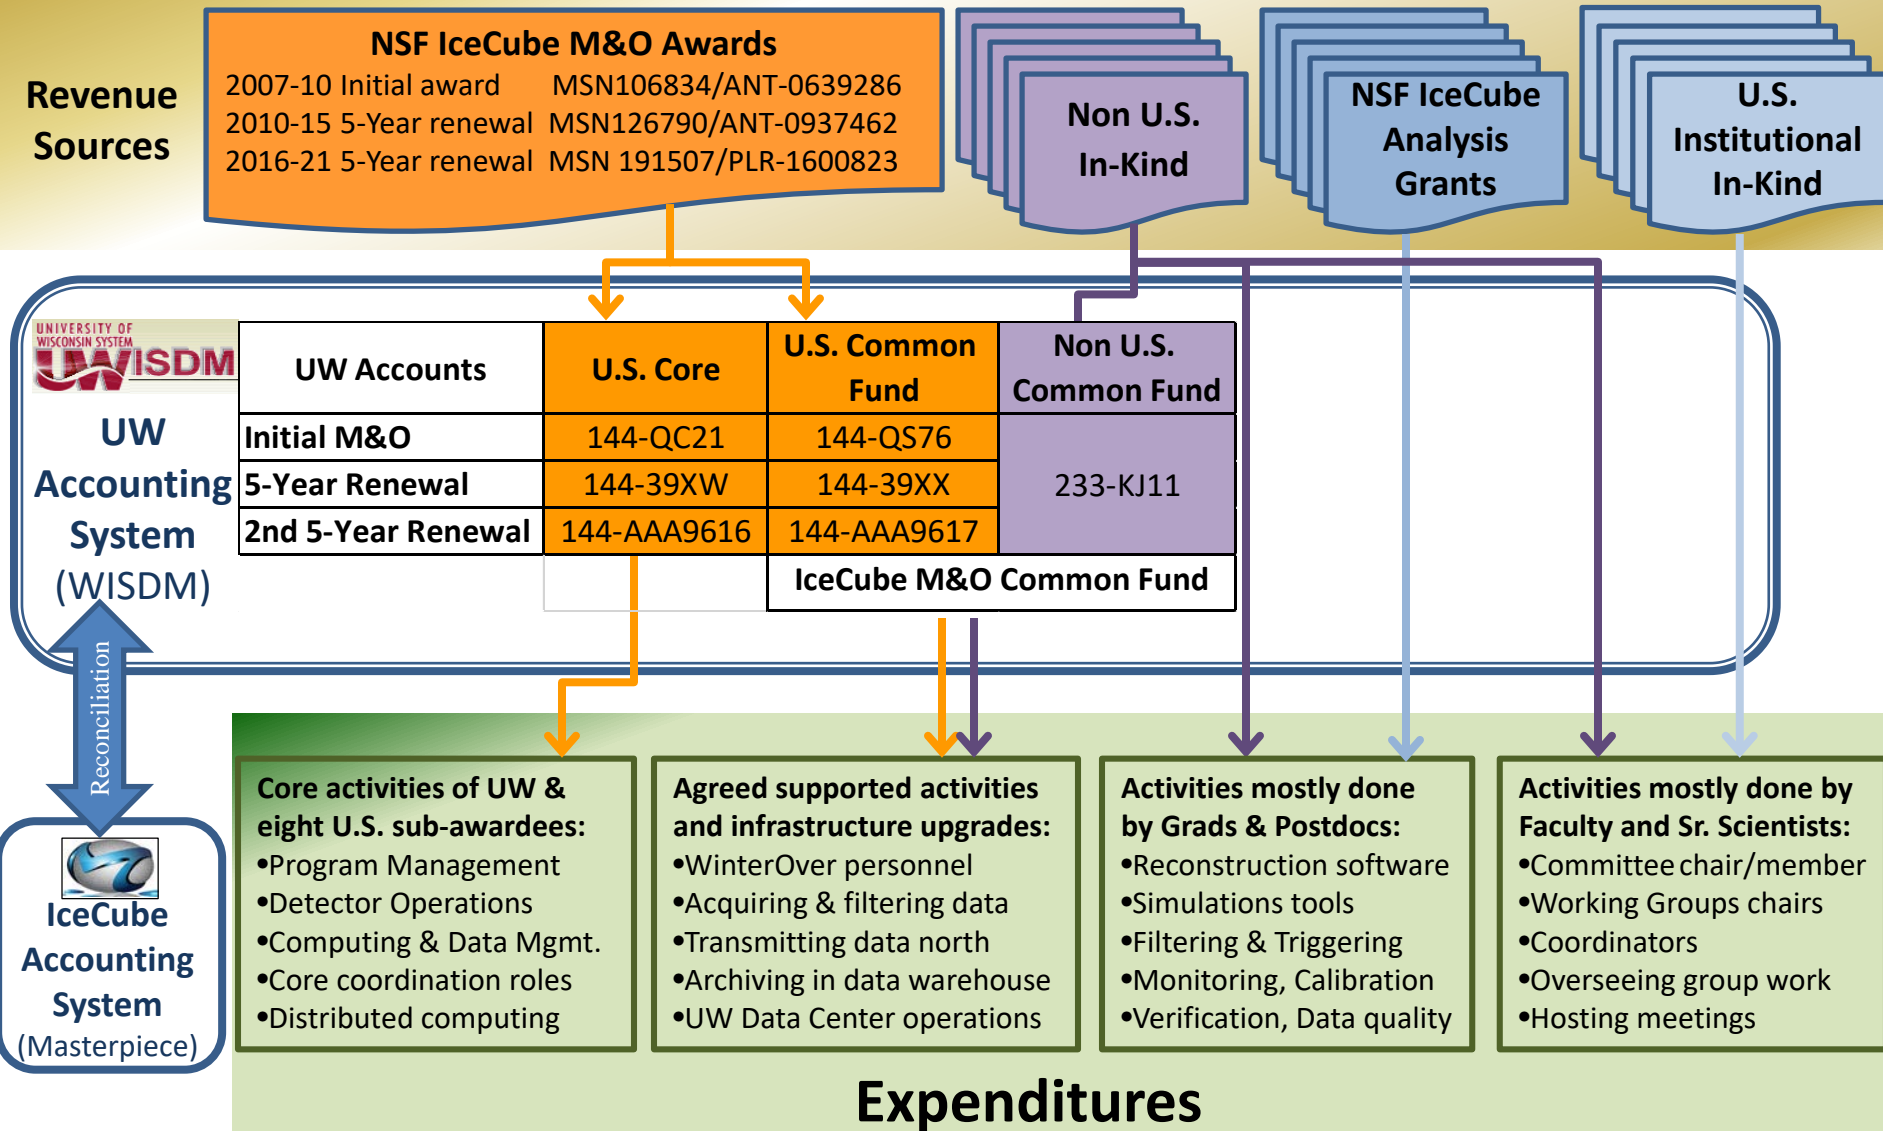 Revenue
Sources
NSF IceCube M&O Awards
2007-10 Initial award MSN106834/ANT-0639286
2010-15 5-Year renewal MSN126790/ANT-0937462
2016-21 5-Year renewal MSN 191507/PLR-1600823
Non U.S.
In-Kind
NSF IceCube
Analysis
Grants
U.S.
Institutional
In-Kind
UNIVERSITY OF
WISCONSIN SYSTEM
UWISDM
UW
Accounting
System
(WISDM)
UW Accounts
U.S. Core
U.S. Common
Fund
Non U.S.
Common Fund
Initial M&O 144-QC21 144-QS76
5-Year Renewal 144-39XW 144-39XX 233-KJ11
2nd 5-Year Renewal 144-AAA9616 144-AAA9617
IceCube M&O Common Fund
Reconciliation
IceCube
Accounting
System
(Masterpiece)
Core activities of UW &
eight U.S. sub-awardees:
•Program Management
•Detector Operations
•Computing & Data Mgmt.
•Core coordination roles
•Distributed computing
Agreed supported activities
and infrastructure upgrades:
•WinterOver personnel
•Acquiring & filtering data
•Transmitting data north
•Archiving in data warehouse
•UW Data Center operations
Activities mostly done
by Grads & Postdocs:
•Reconstruction software
•Simulations tools
•Filtering & Triggering
•Monitoring, Calibration
•Verification, Data quality
Activities mostly done by
Faculty and Sr. Scientists:
•Committee chair/member
•Working Groups chairs
•Coordinators
•Overseeing group work
•Hosting meetings
Expenditures